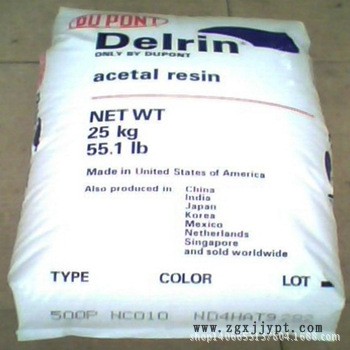 DUPONT
Delrin®
ONLY BY DUPONT
acetal resin
NET WT
25 kg
55.1 lb
Made in United States of America
Also produced in China
India
Japan
Korea
Mexico
Netherlands
Singapore
and sold worldwide
TYPE COLOR LOT
500P NC010
www.zgxjjypt.com